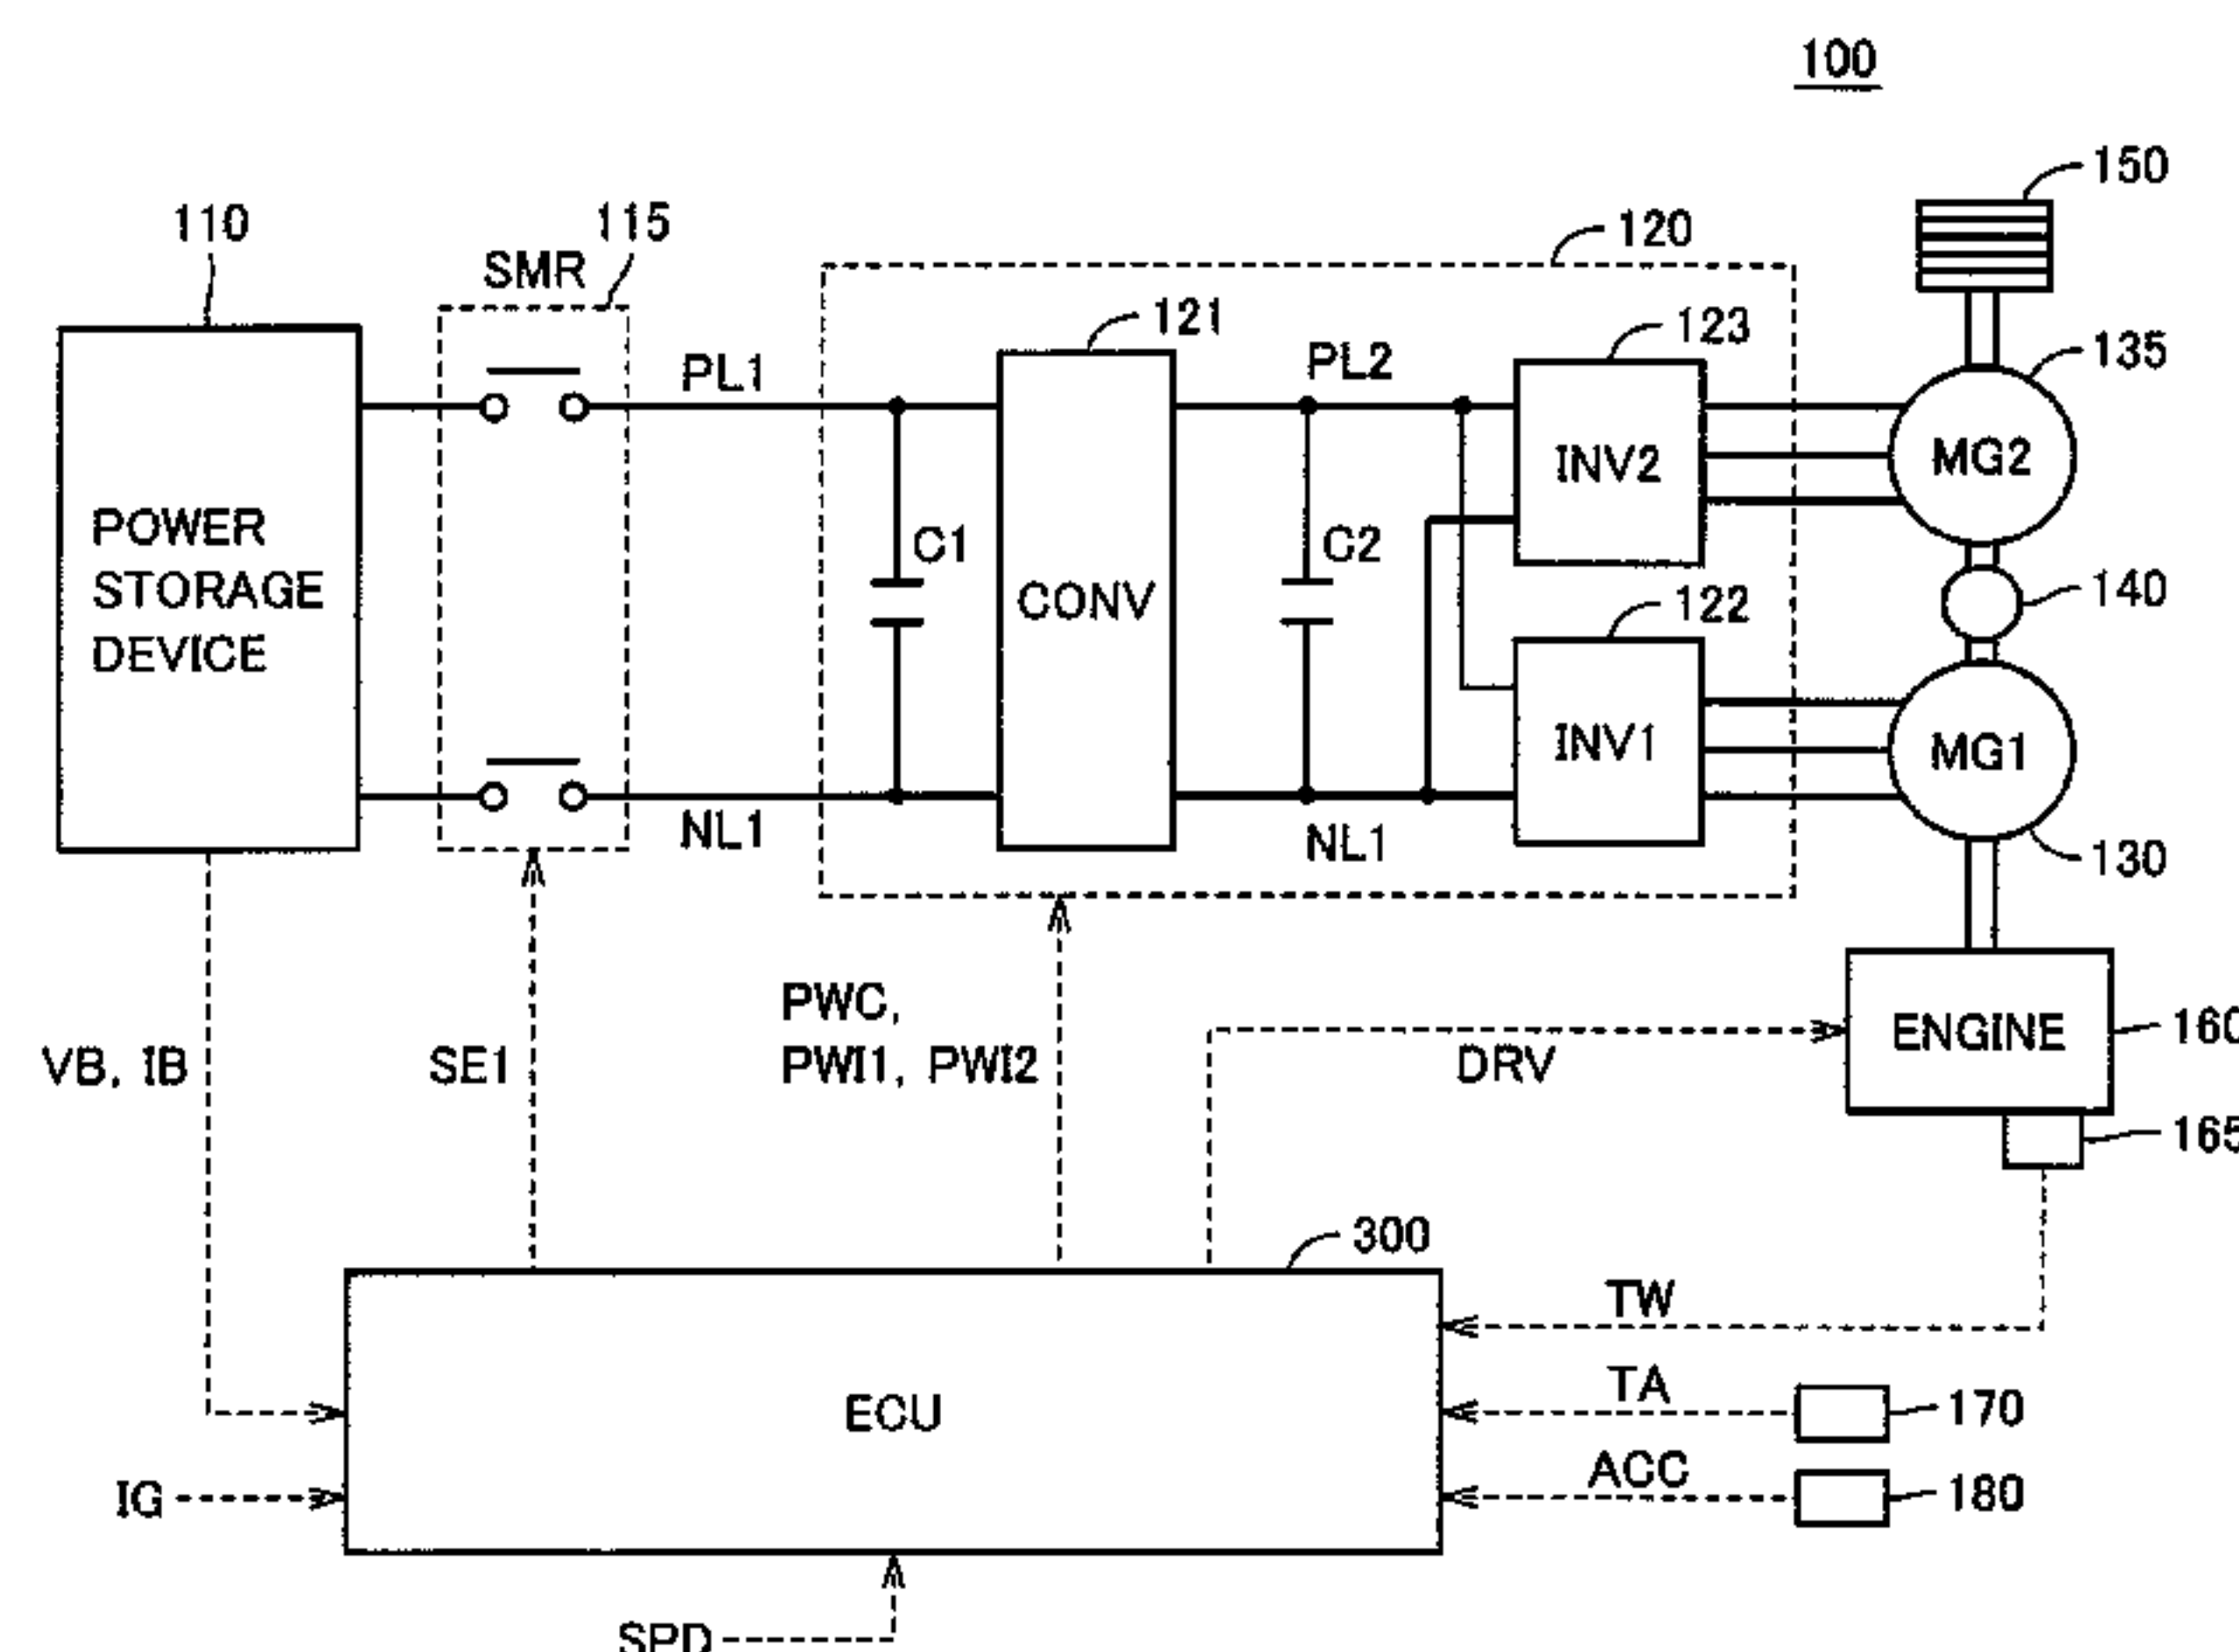 100
150
110
115
SMR
120
121
123
135
PL1
PL2
INV2
MG2
POWER
STORAGE
DEVICE
C1
C2
CONV
140
122
INV1
MG1
NL1
NL1
130
VB, IB
SE1
PWC,
PWI1, PWI2
DRV
ENGINE
160
165
300
TW
ECU
TA
170
IG
ACC
180
SPD